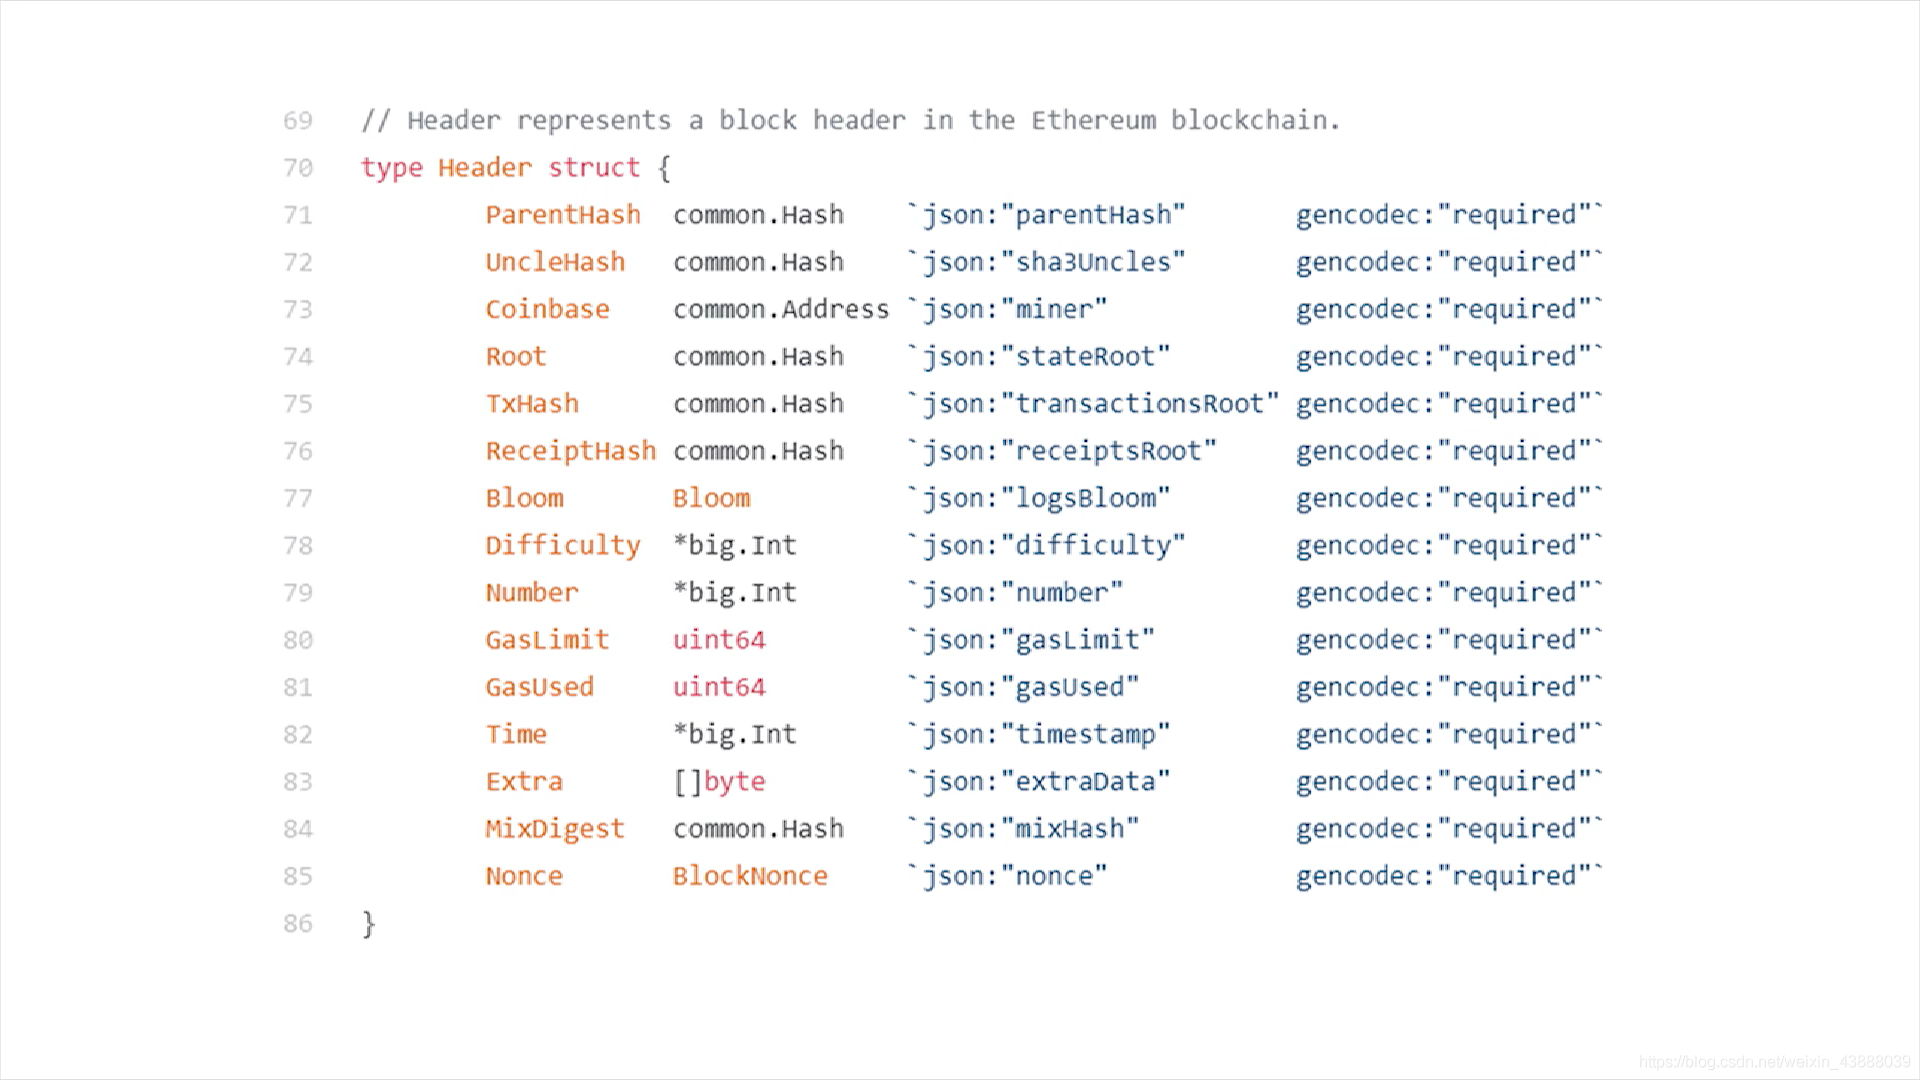 69 // Header represents a block header in the Ethereum blockchain.
70 type Header struct {
71 ParentHash common.Hash `json:"parentHash" gencodec:"required"`
72 UncleHash common.Hash `json:"sha3Uncles" gencodec:"required"`
73 Coinbase common.Address `json:"miner" gencodec:"required"`
74 Root common.Hash `json:"stateRoot" gencodec:"required"`
75 TxHash common.Hash `json:"transactionsRoot" gencodec:"required"`
76 ReceiptHash common.Hash `json:"receiptsRoot" gencodec:"required"`
77 Bloom Bloom `json:"logsBloom" gencodec:"required"`
78 Difficulty *big.Int `json:"difficulty" gencodec:"required"`
79 Number *big.Int `json:"number" gencodec:"required"`
80 GasLimit uint64 `json:"gasLimit" gencodec:"required"`
81 GasUsed uint64 `json:"gasUsed" gencodec:"required"`
82 Time *big.Int `json:"timestamp" gencodec:"required"`
83 Extra []byte `json:"extraData" gencodec:"required"`
84 MixDigest common.Hash `json:"mixHash" gencodec:"required"`
85 Nonce BlockNonce `json:"nonce" gencodec:"required"`
86 }
https://blog.csdn.net/weixin_43888039